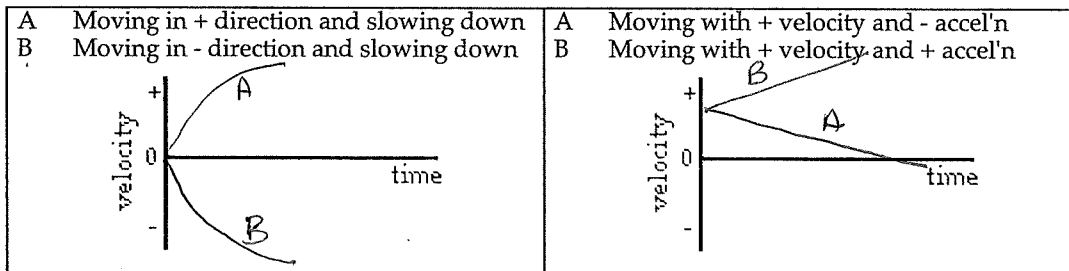 A Moving in + direction and slowing down
B Moving in - direction and slowing down
+
A
velocity
0
time
B
-
A Moving with + velocity and - accel'n
B Moving with + velocity and + accel'n
B
+
A
velocity
0
time
-